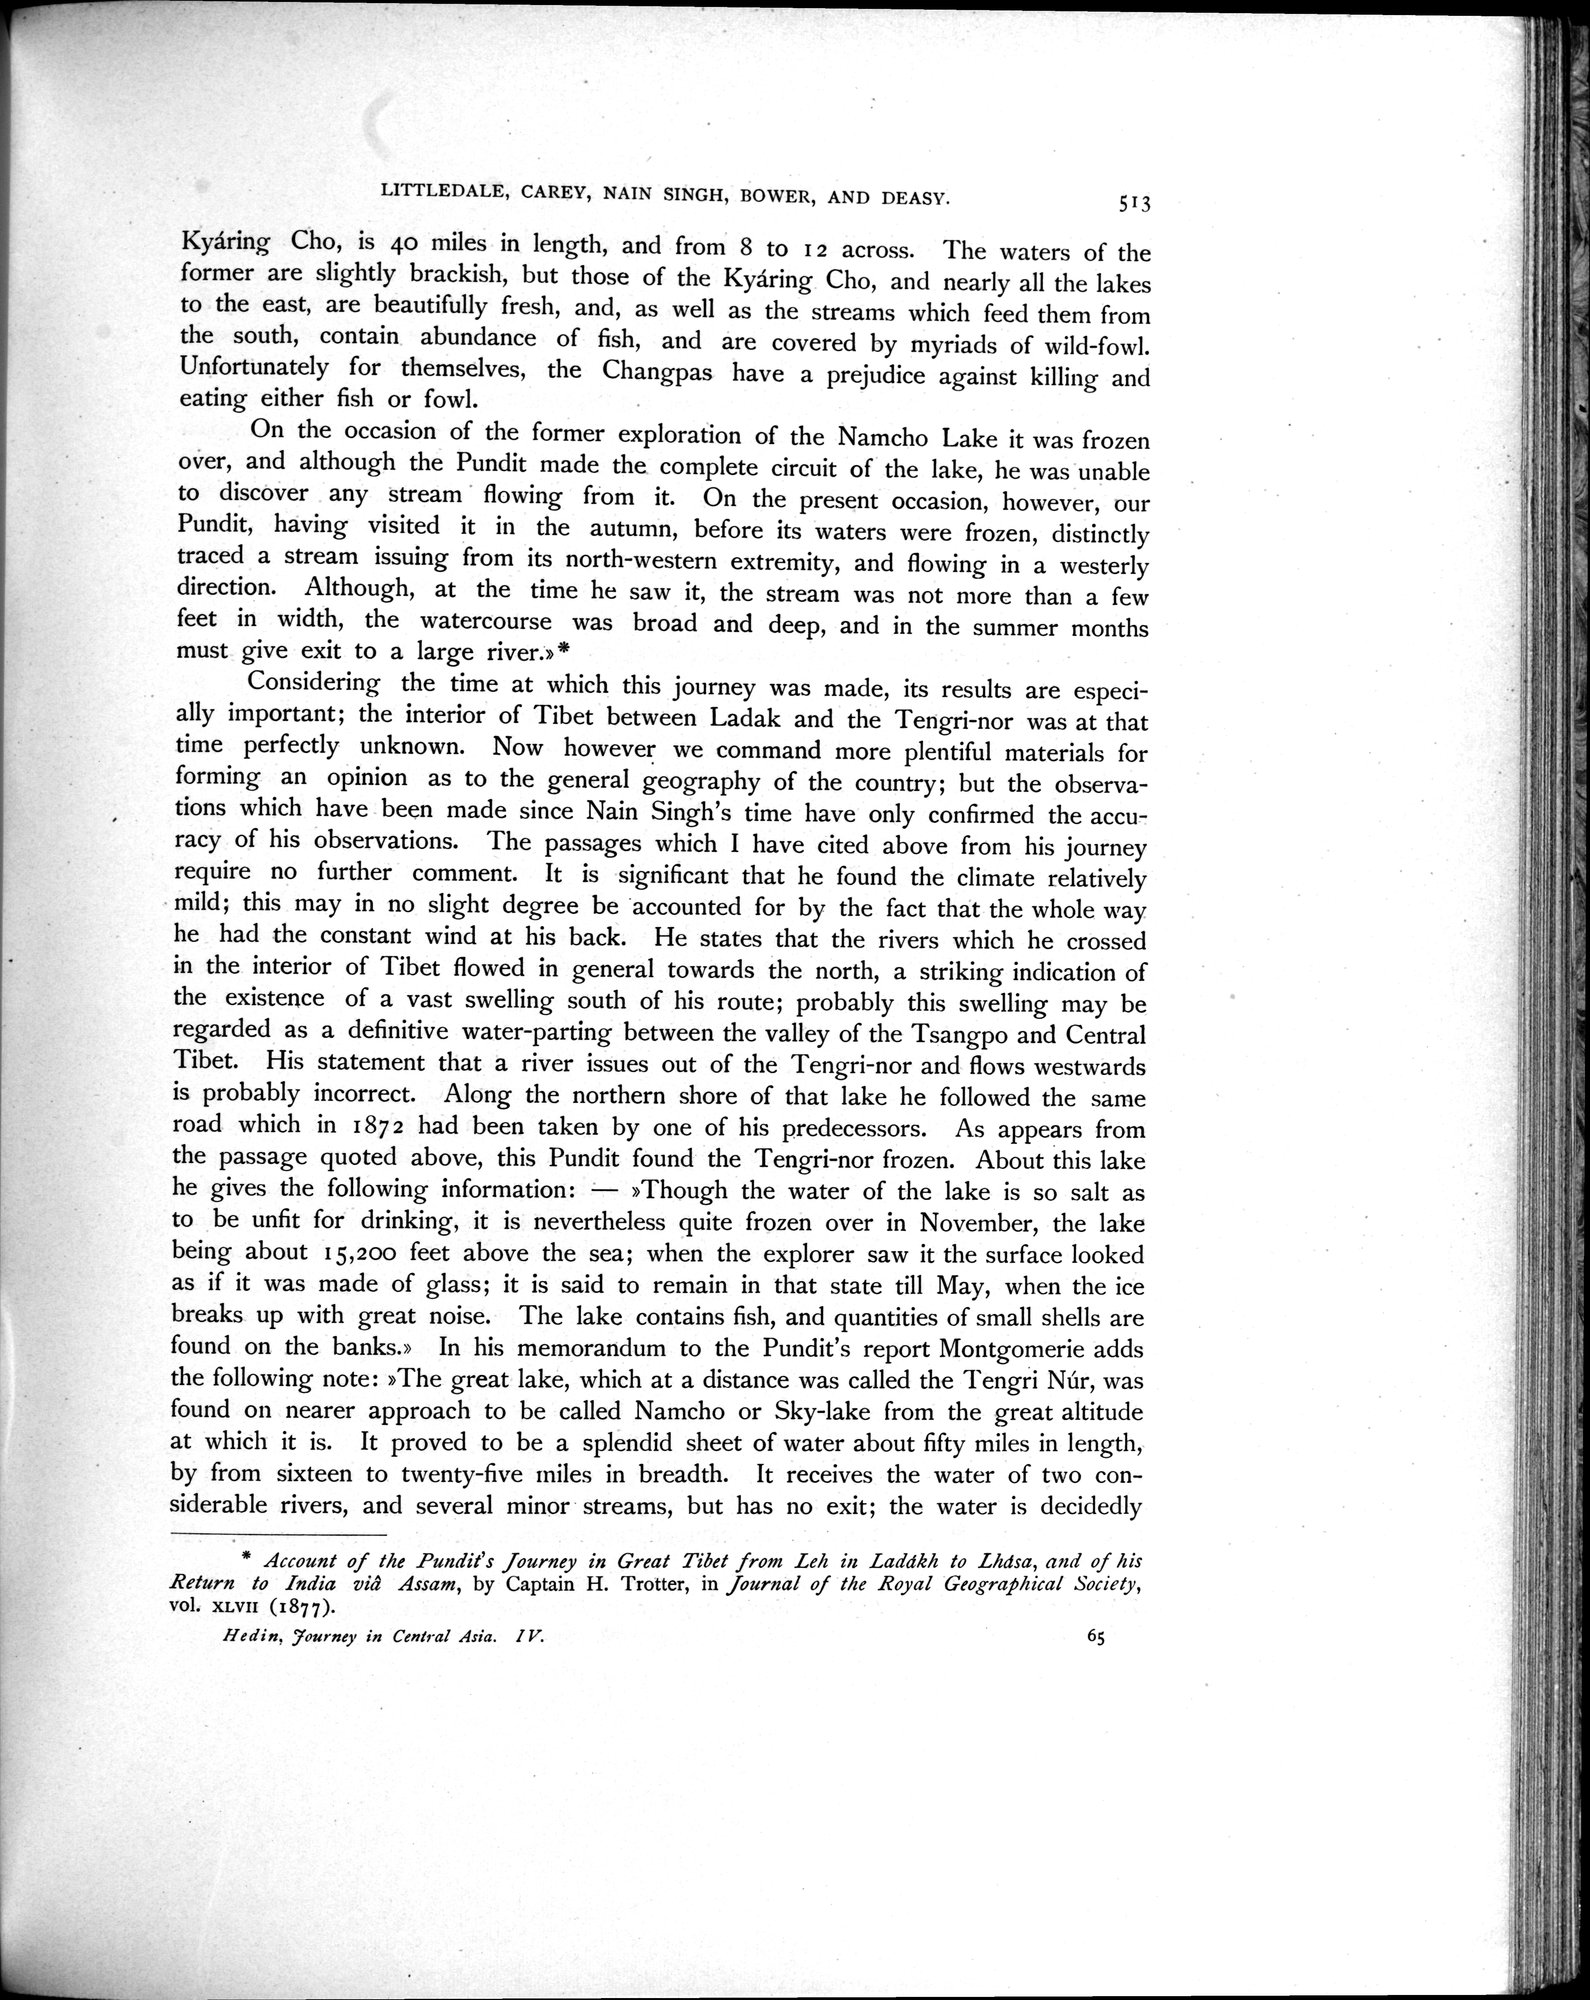 LITTLEDALE, CAREY, NAIN SINGH, BOWER, AND DEASY. 513
Kyáring Cho, is 40 miles in length, and from 8 to 12 across. The waters of the
former are slightly brackish, but those of the Kyáring Cho, and nearly all the lakes
to the east, are beautifully fresh, and, as well as the streams which feed them from
the south, contain abundance of fish, and are covered by myriads of wild-fowl.
Unfortunately for themselves, the Changpas have a prejudice against killing and
eating either fish or fowl.
On the occasion of the former exploration of the Namcho Lake it was frozen
over, and although the Pundit made the complete circuit of the lake, he was unable
to discover any stream flowing from it. On the present occasion, however, our
Pundit, having visited it in the autumn, before its waters were frozen, distinctly
traced a stream issuing from its north-western extremity, and flowing in a westerly
direction. Although, at the time he saw it, the stream was not more than a few
feet in width, the watercourse was broad and deep, and in the summer months
must give exit to a large river.»*
Considering the time at which this journey was made, its results are especi-
ally important; the interior of Tibet between Ladak and the Tengri-nor was at that
time perfectly unknown. Now however we command more plentiful materials for
forming an opinion as to the general geography of the country; but the observa-
tions which have been made since Nain Singh's time have only confirmed the accu-
racy of his observations. The passages which I have cited above from his journey
require no further comment. It is significant that he found the climate relatively
mild; this may in no slight degree be accounted for by the fact that the whole way
he had the constant wind at his back. He states that the rivers which he crossed
in the interior of Tibet flowed in general towards the north, a striking indication of
the existence of a vast swelling south of his route; probably this swelling may be
regarded as a definitive water-parting between the valley of the Tsangpo and Central
Tibet. His statement that a river issues out of the Tengri-nor and flows westwards
is probably incorrect. Along the northern shore of that lake he followed the same
road which in 1872 had been taken by one of his predecessors. As appears from
the passage quoted above, this Pundit found the Tengri-nor frozen. About this lake
he gives the following information: — »Though the water of the lake is so salt as
to be unfit for drinking, it is nevertheless quite frozen over in November, the lake
being about 15,200 feet above the sea; when the explorer saw it the surface looked
as if it was made of glass; it is said to remain in that state till May, when the ice
breaks up with great noise. The lake contains fish, and quantities of small shells are
found on the banks.» In his memorandum to the Pundit's report Montgomerie adds
the following note: »The great lake, which at a distance was called the Tengri Núr, was
found on nearer approach to be called Namcho or Sky-lake from the great altitude
at which it is. It proved to be a splendid sheet of water about fifty miles in length,
by from sixteen to twenty-five miles in breadth. It receives the water of two con-
siderable rivers, and several minor streams, but has no exit; the water is decidedly
* Account of the Pundit's Journey in Great Tibet from Leh in Ladákh to Lhása, and of his
Return to India viâ Assam, by Captain H. Trotter, in Journal of the Royal Geographical Society,
vol. XLVII (1877).
Hedin, Journey in Central Asia. IV. 65